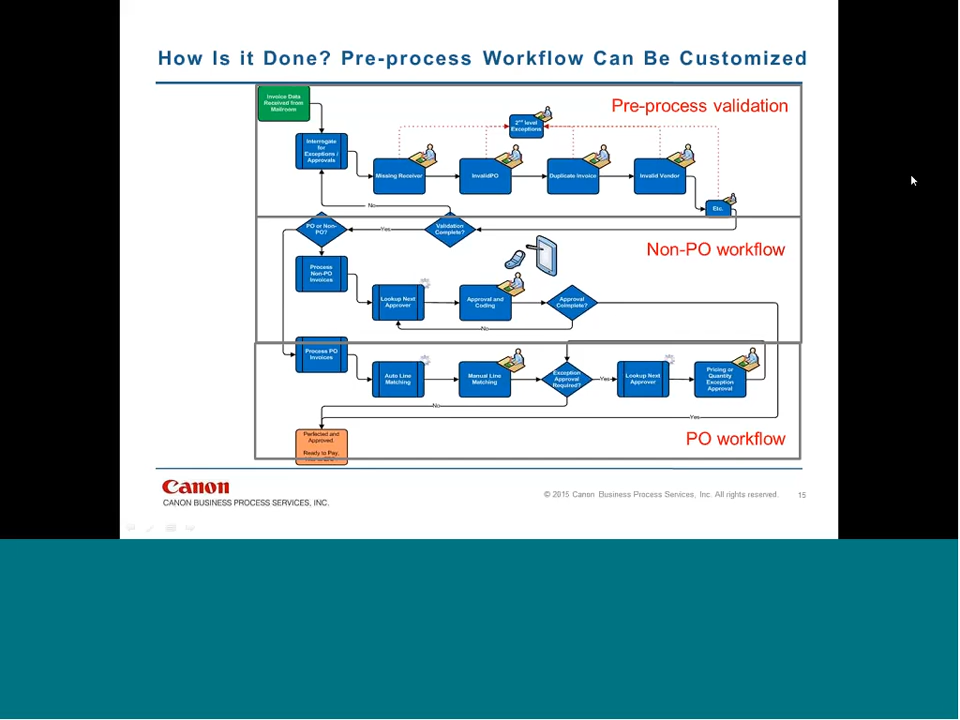 How Is it Done? Pre-process Workflow Can Be Customized
Invoice Data
Received from
Mailroom
Pre-process validation
2nd level
Exceptions
Interrogate
for
Exceptions /
Approvals
Missing Receiver
InvalidPO
Duplicate Invoice
Invalid Vendor
Etc.
No
PO or Non-
PO?
Yes
Validation
Complete?
Non-PO workflow
Process
Non-PO
Invoices
Lookup Next
Approver
Approval and
Coding
Approval
Complete?
No
Process PO
Invoices
Auto Line
Matching
Manual Line
Matching
Exception
Approval
Required?
Yes
Lookup Next
Approver
Pricing or
Quantity
Exception
Approval
No
Yes
Perfected and
Approved
Ready to Pay,
PO workflow
Canon
CANON BUSINESS PROCESS SERVICES, INC.
© 2015 Canon Business Process Services, Inc. All rights reserved.
15